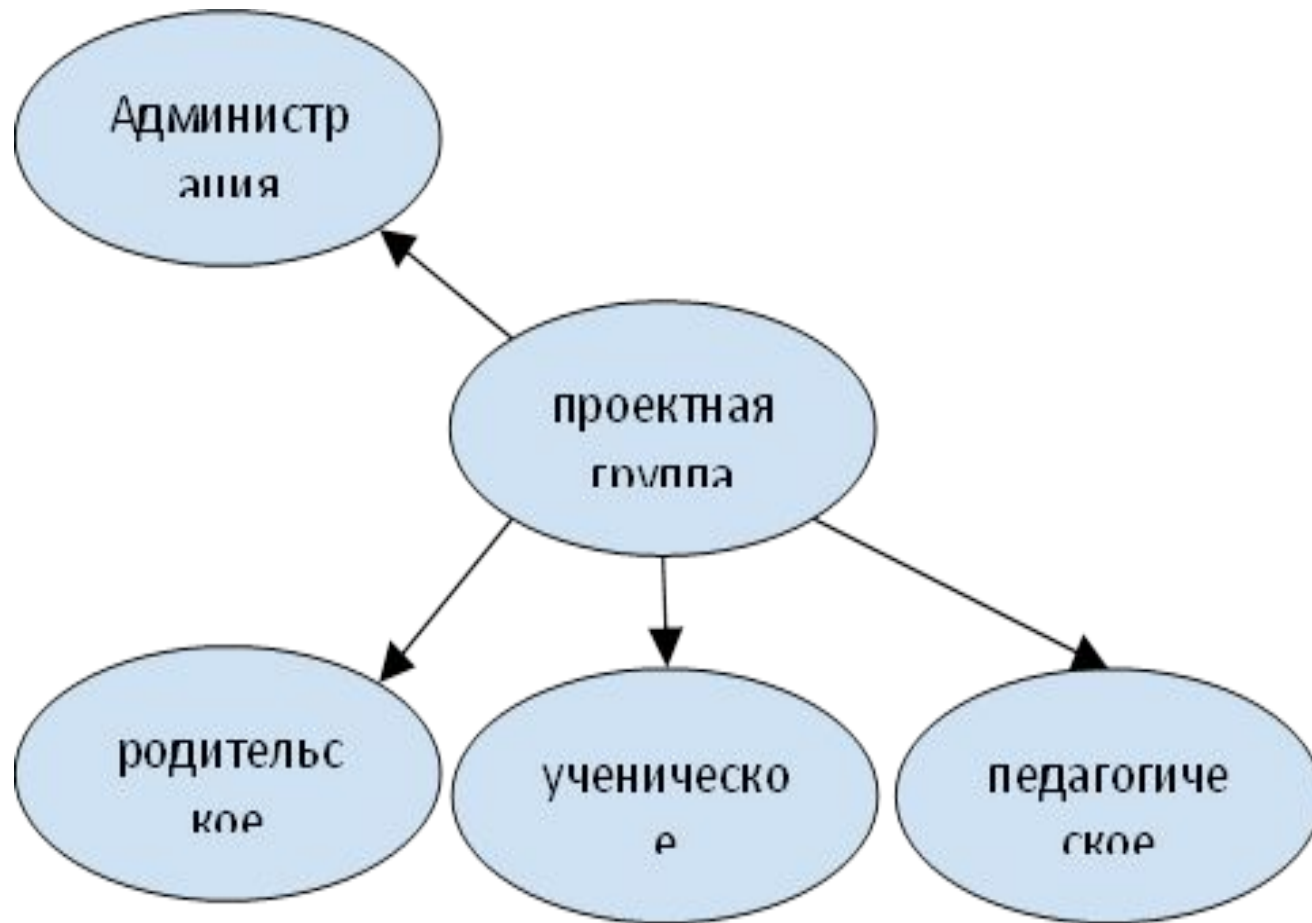 Администр
ация
проектная
группа
родительс
кое
ученическо
е
педагогиче
ское